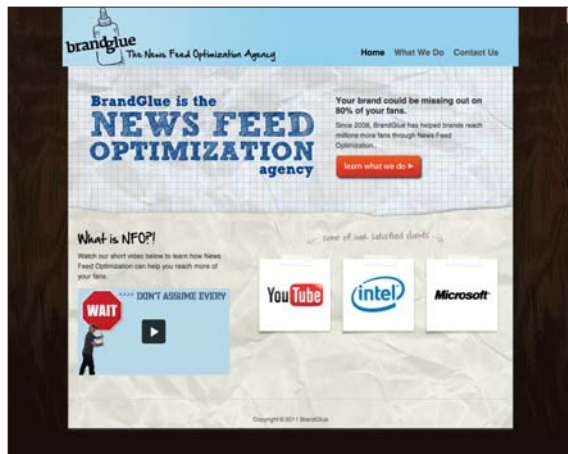 brandglue
The News Feed Optimization Agency
Home What We Do Contact Us
BrandGlue is the
NEWS FEED
OPTIMIZATION
agency
Your brand could be missing out on
80% of your fans.
Since 2008, BrandGlue has helped brands reach
millions more fans through News Feed
Optimization.
learn what we do
What is NFO?!
Watch our short video below to learn how News
Feed Optimization can help you reach more of
your fans.
WAIT
DON'T ASSUME EVERY
some of our satisfied clients
YouTube
intel
Microsoft
Copyright © 2011 BrandGlue